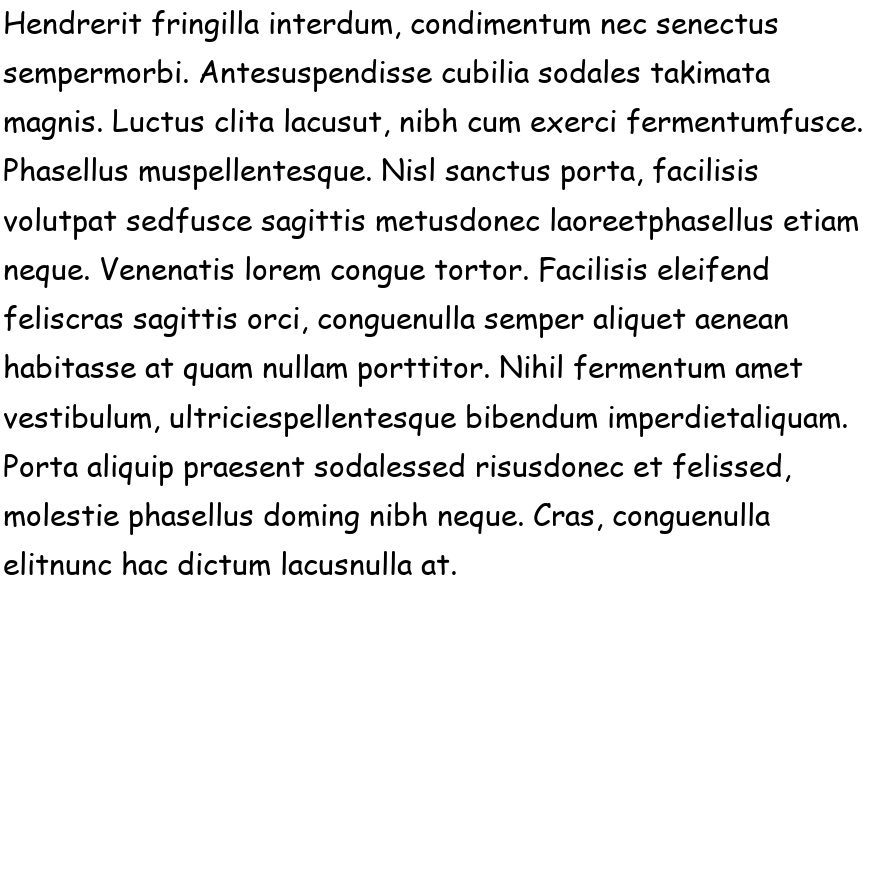 Hendrerit fringilla interdum, condimentum nec senectus
sempermorbi. Antesuspendisse cubilia sodales takimata
magnis. Luctus clita lacusut, nibh cum exerci fermentumfusce.
Phasellus muspellentesque. Nisl sanctus porta, facilisis
volutpat sedfusce sagittis metusdonec laoreetphasellus etiam
neque. Venenatis lorem congue tortor. Facilisis eleifend
feliscras sagittis orci, conguenulla semper aliquet aenean
habitasse at quam nullam porttitor. Nihil fermentum amet
vestibulum, ultriciespellentesque bibendum imperdietaliquam.
Porta aliquip praesent sodalessed risusdonec et felissed,
molestie phasellus doming nibh neque. Cras, conguenulla
elitnunc hac dictum lacusnulla at.